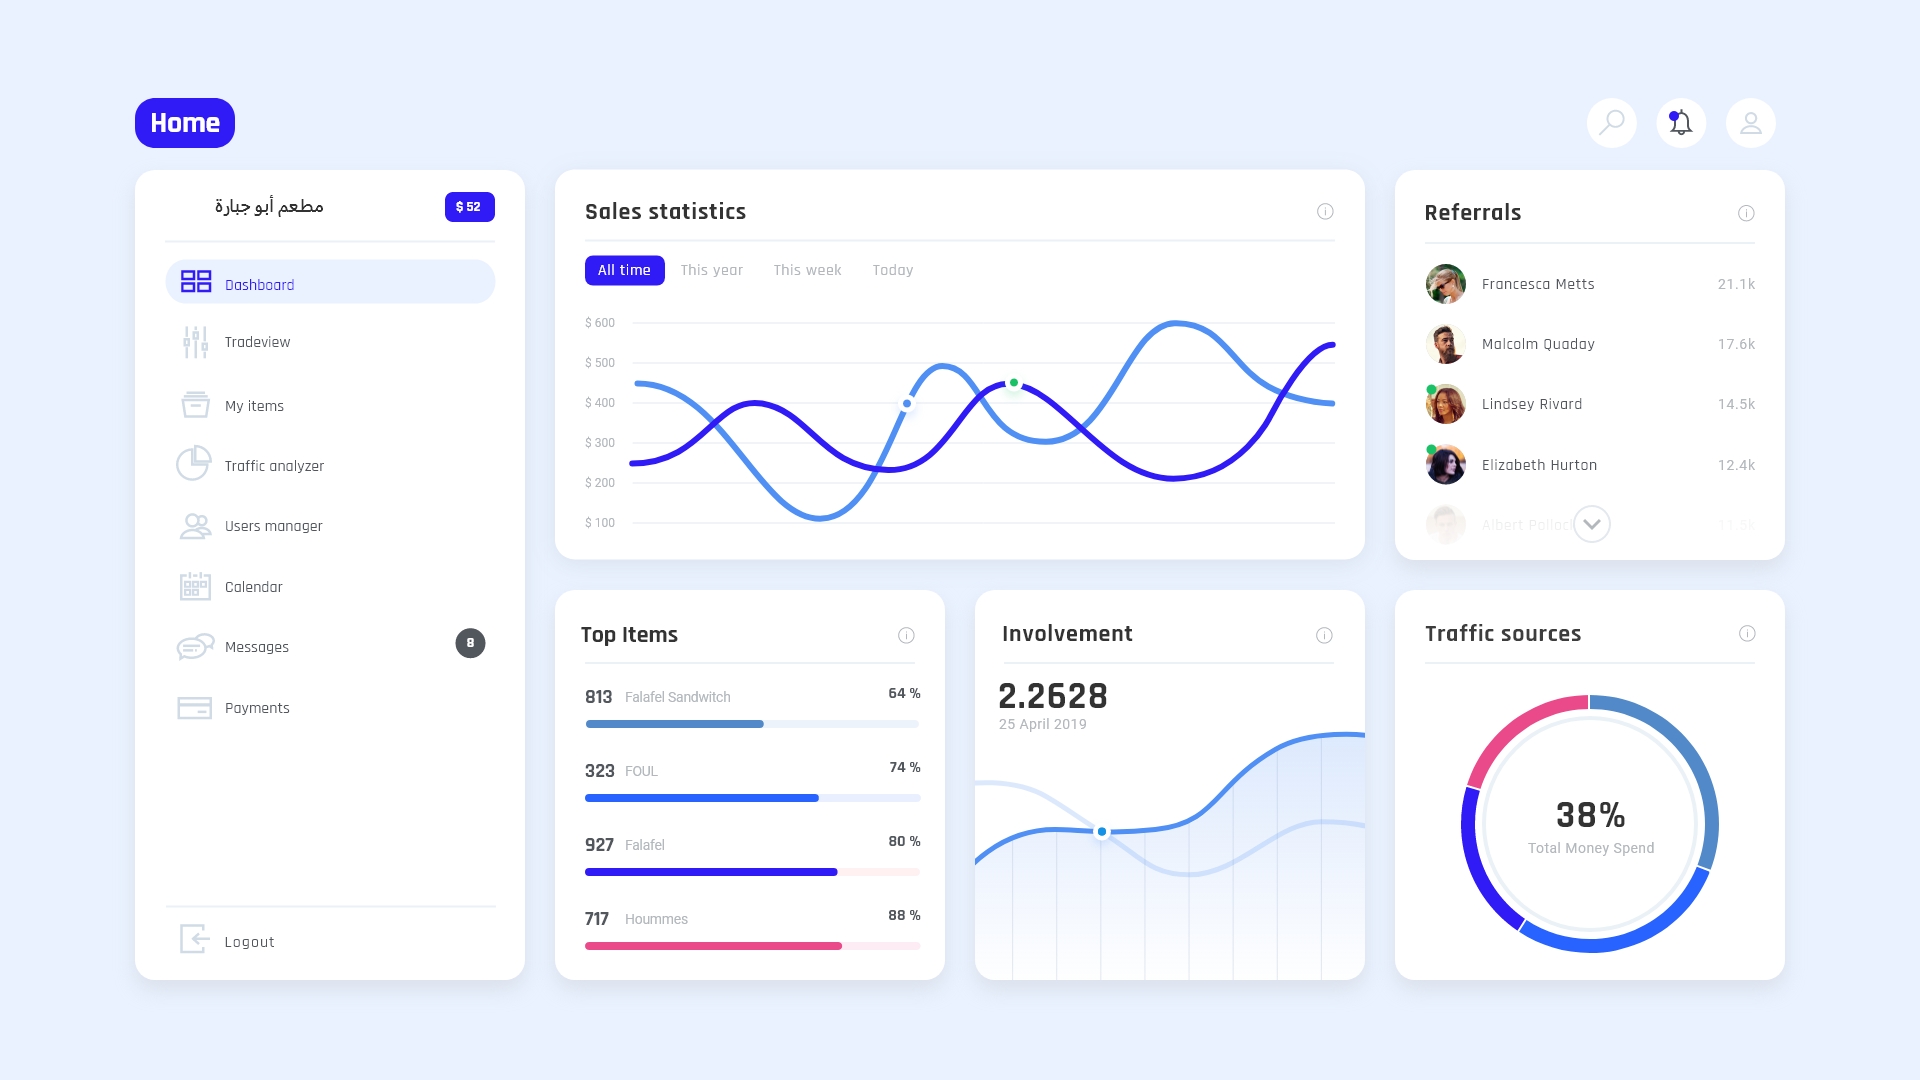 Home
مطعم أبو جبارة
$ 52
Dashboard
Tradeview
My items
Traffic analyzer
Users manager
Calendar
Messages
8
Payments
Logout
Sales statistics
All time
This year
This week
Today
$ 600
$ 500
$ 400
$ 300
$ 200
$ 100
Referrals
Francesca Metts 21.1k
Malcolm Quaday 17.6k
Lindsey Rivard 14.5k
Elizabeth Hurton 12.4k
Albert 11.5k
Top Items
813 Falafel Sandwitch 64 %
323 FOUL 74 %
927 Falafel 80 %
717 Hoummes 88 %
Involvement
2.2628
25 April 2019
Traffic sources
38%
Total Money Spend